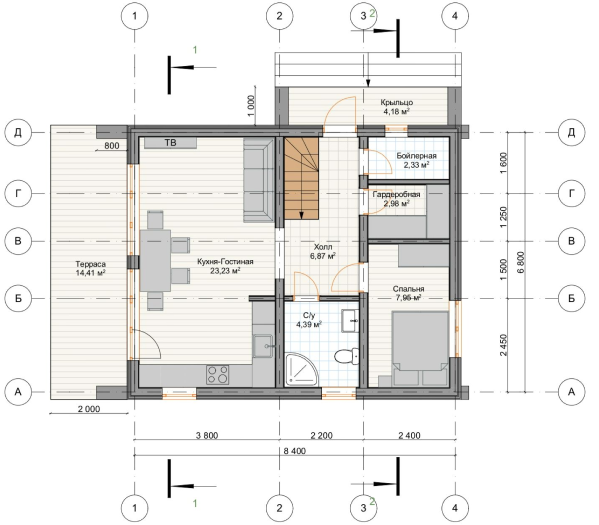 1
2
3
4
1
2
Крыльцо
4,18 м²
1 000
Д
Д
800
ТВ
Бойлерная
2,33 м²
1 600
Г
Г
Гардеробная
2,98 м²
1 250
В
В
Холл
6,87 м²
Терраса
14,41 м²
Кухня-Гостиная
23,23 м²
1 500
6 800
Б
Б
Спальня
7,95 м²
С/у
4,39 м²
2 450
А
А
2 000
3 800
2 200
2 400
8 400
1
2
1
2
3
4